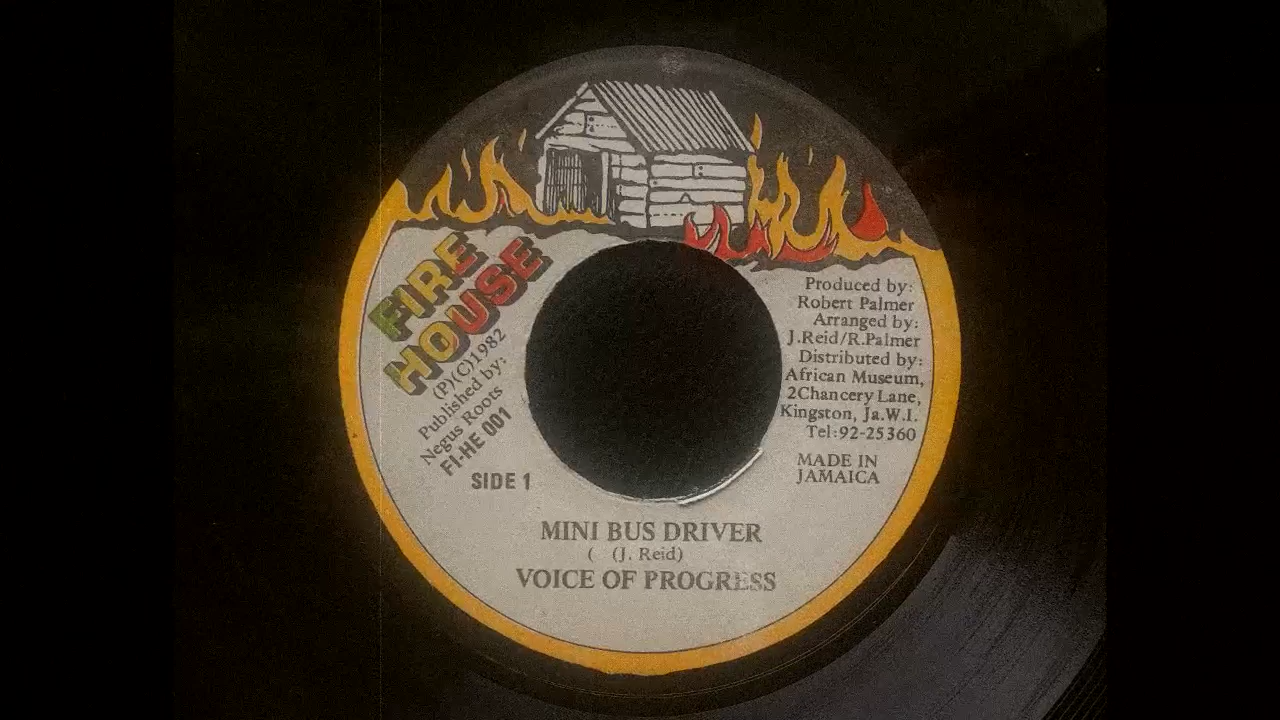 FIRE
HOUSE
(P)(C)1982
Published by:
Negus Roots
FI-HE 001
SIDE 1
Produced by:
Robert Palmer
Arranged by:
J.Reid/R.Palmer
Distributed by:
African Museum,
2Chancery Lane,
Kingston, Ja.W.I.
Tel:92-25360
MADE IN
JAMAICA
MINI BUS DRIVER
( (J. Reid)
VOICE OF PROGRESS